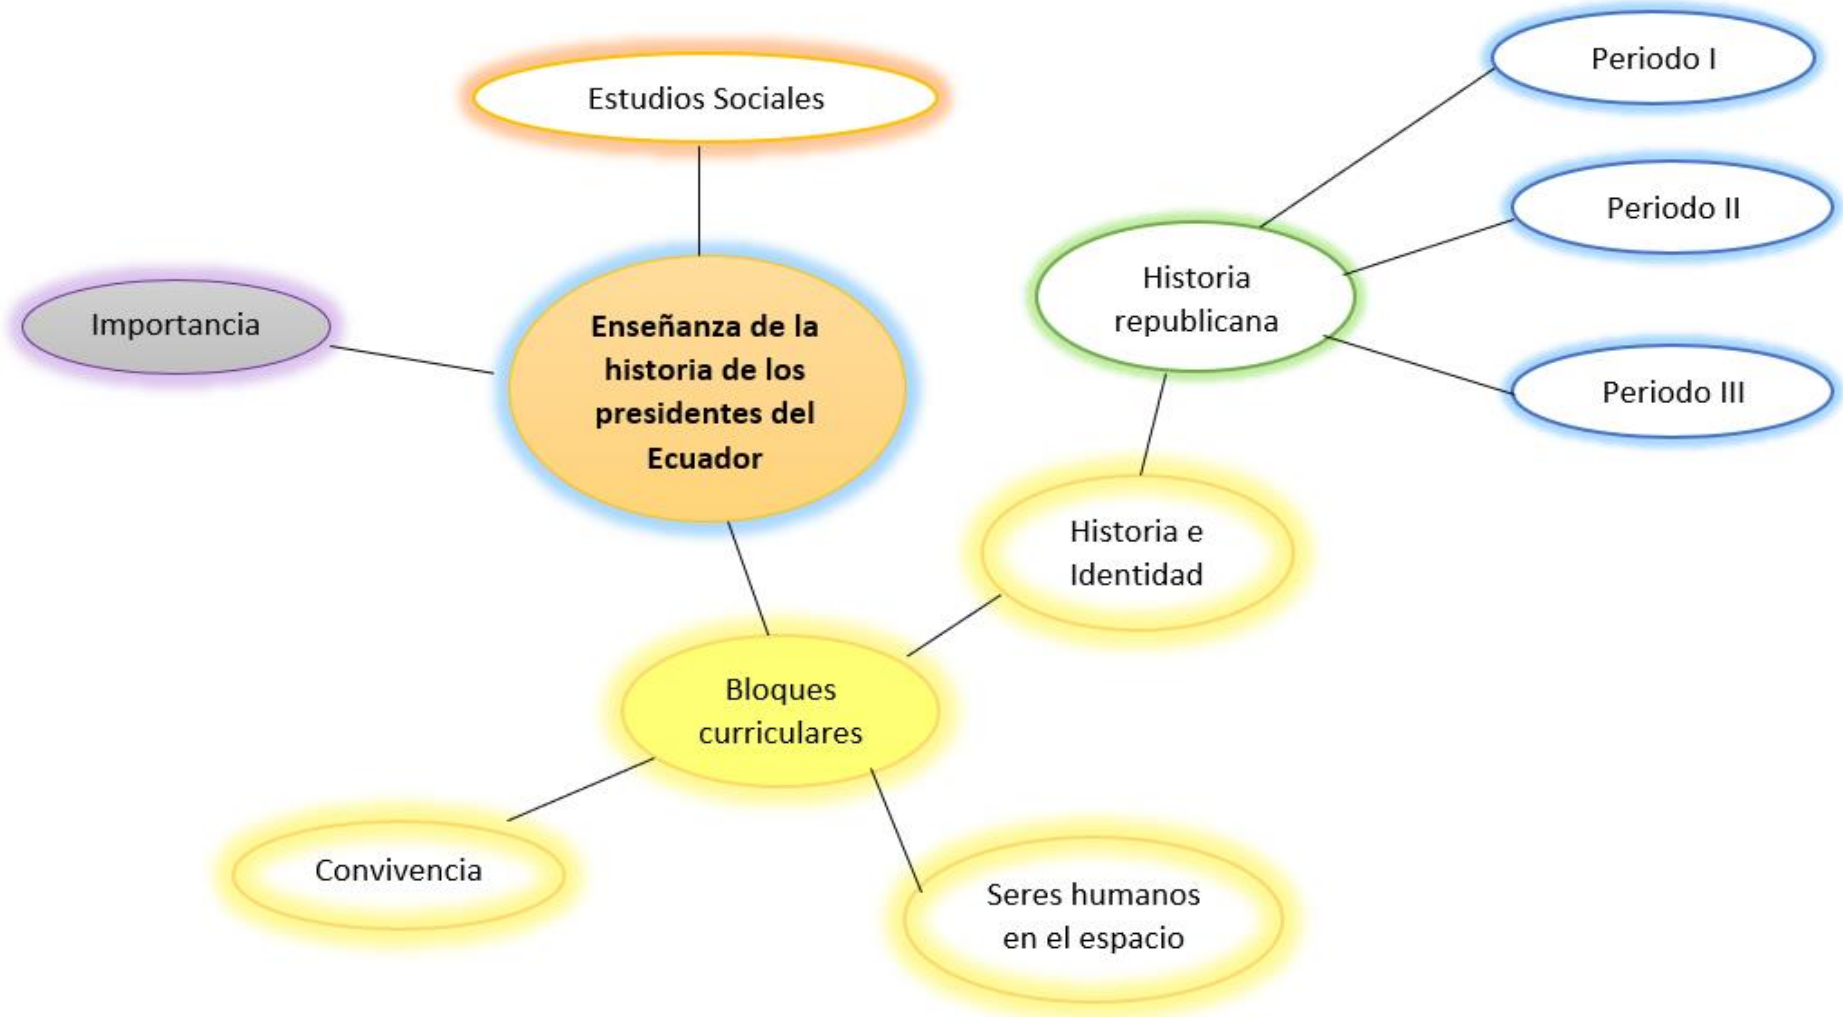 Estudios Sociales
Importancia
Enseñanza de la
historia de los
presidentes del
Ecuador
Bloques
curriculares
Convivencia
Seres humanos
en el espacio
Historia e
Identidad
Historia
republicana
Periodo I
Periodo II
Periodo III